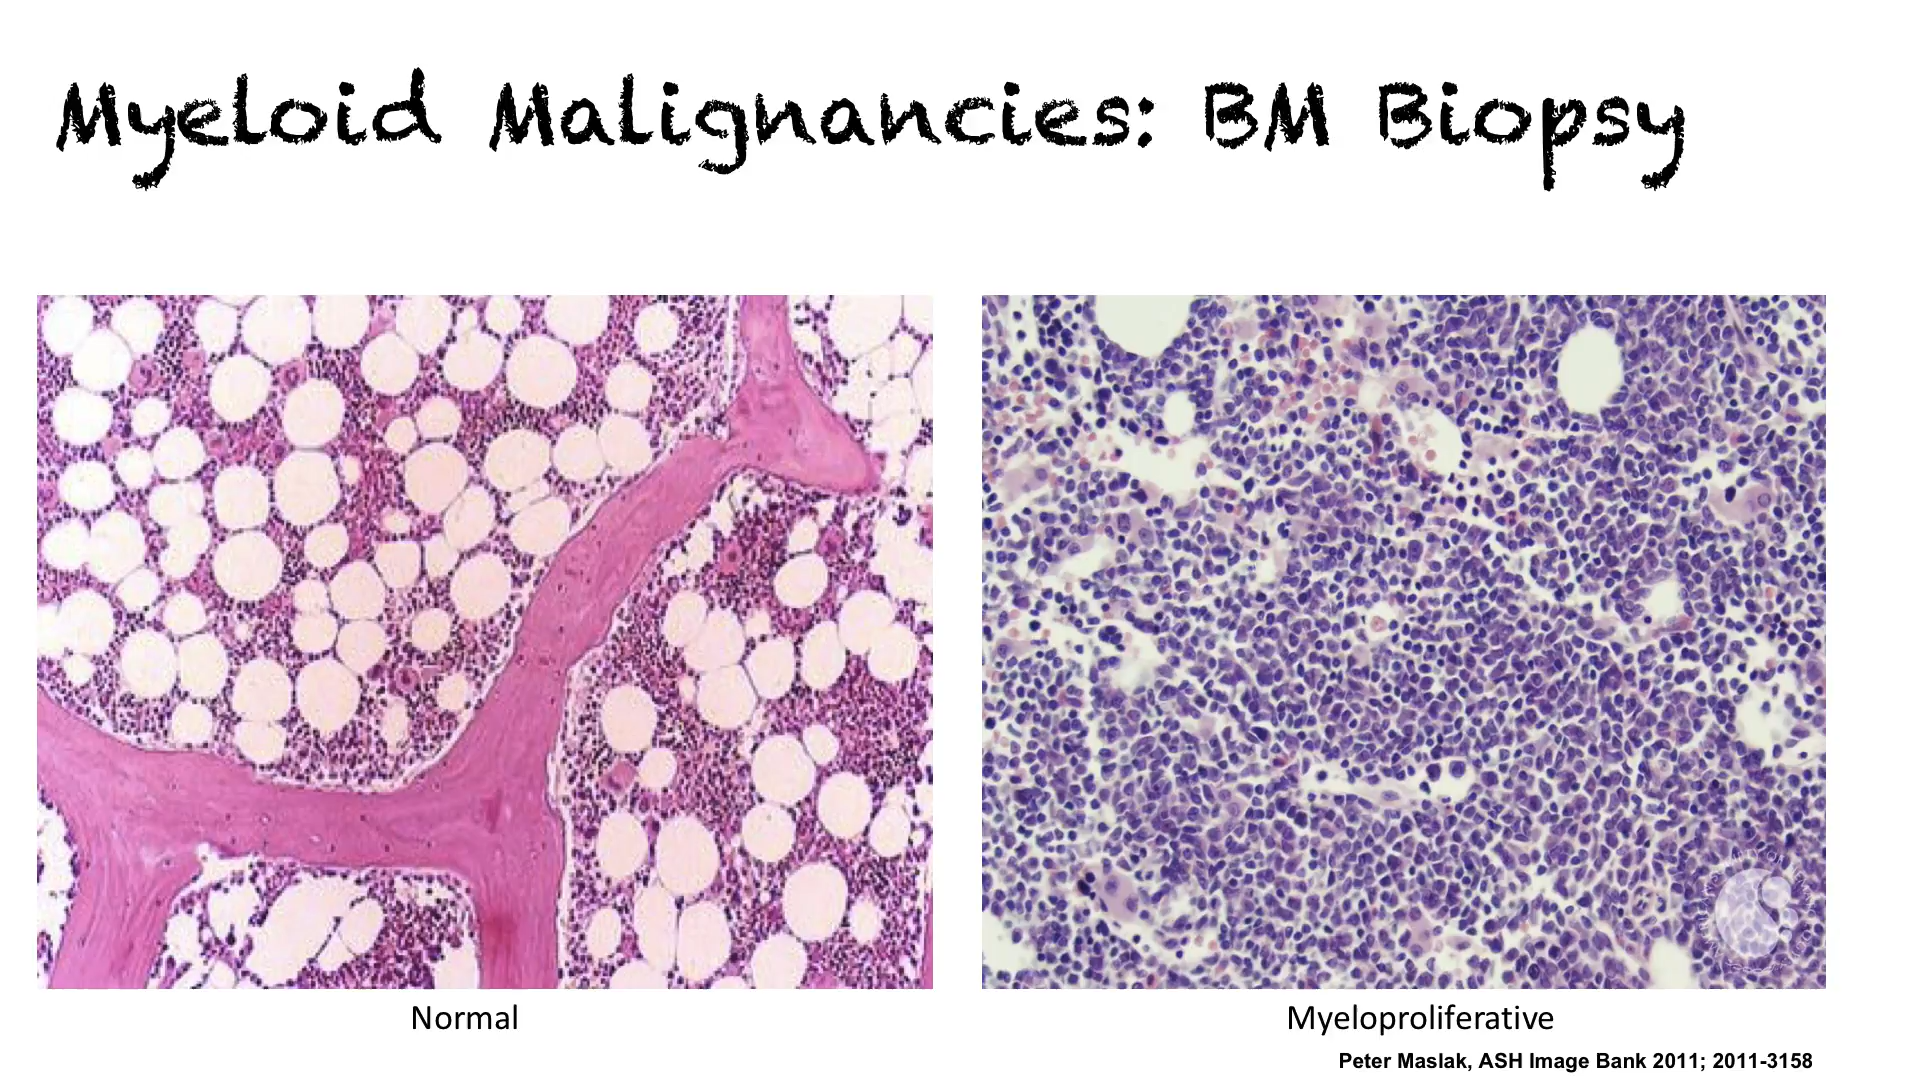 Myeloid Malignancies: BM Biopsy
Normal
Myeloproliferative
Peter Maslak, ASH Image Bank 2011; 2011-3158